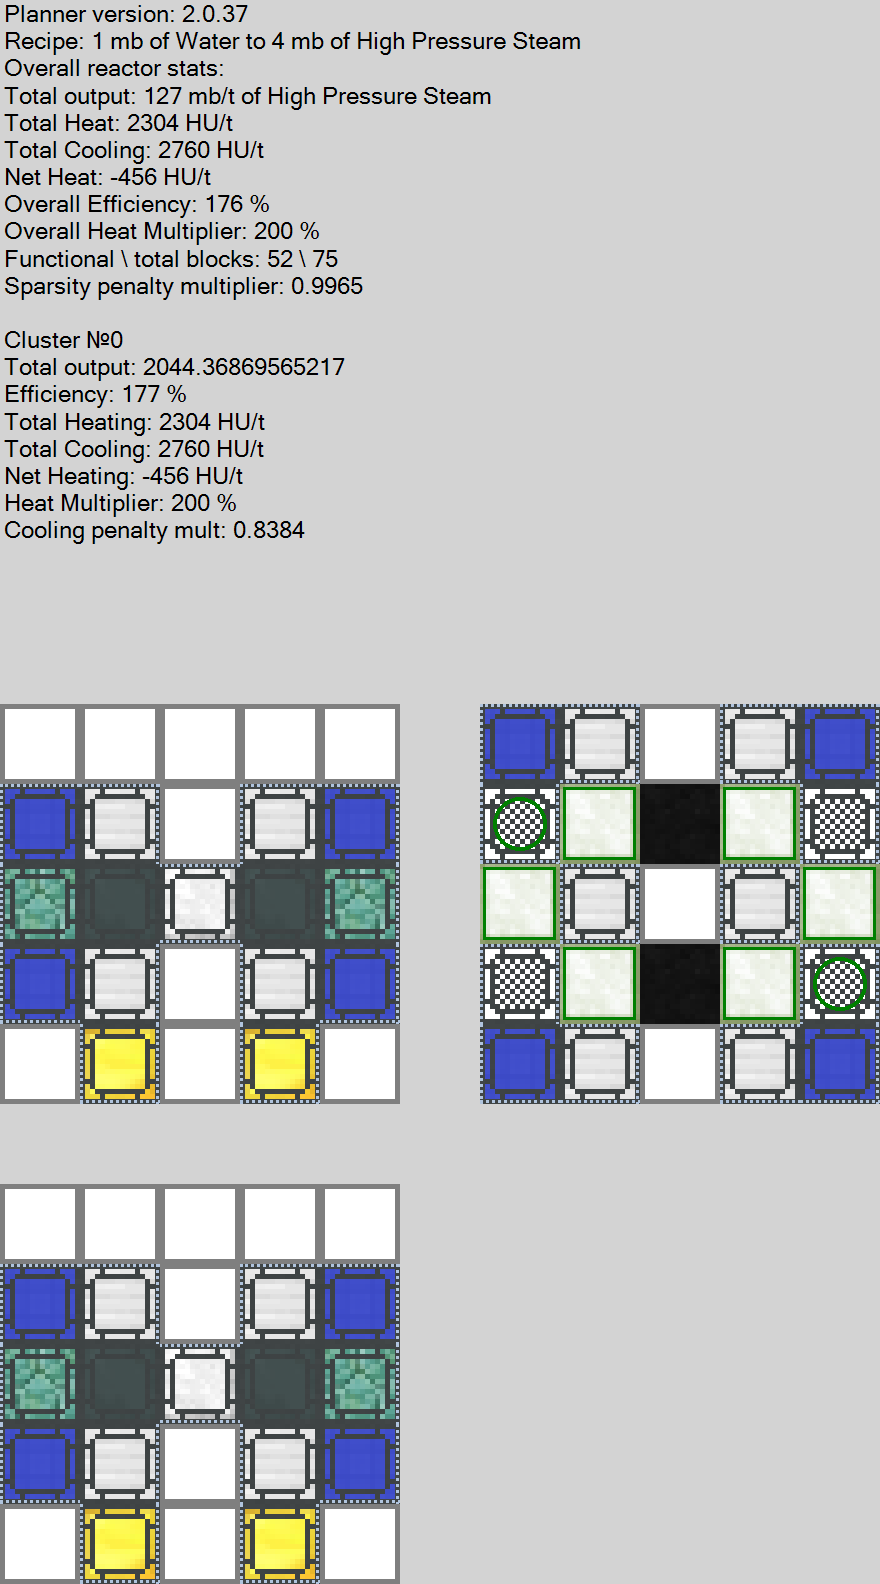 Planner version: 2.0.37
Recipe: 1 mb of Water to 4 mb of High Pressure Steam
Overall reactor stats:
Total output: 127 mb/t of High Pressure Steam
Total Heat: 2304 HU/t
Total Cooling: 2760 HU/t
Net Heat: -456 HU/t
Overall Efficiency: 176 %
Overall Heat Multiplier: 200 %
Functional \ total blocks: 52 \ 75
Sparsity penalty multiplier: 0.9965
Cluster №0
Total output: 2044.36869565217
Efficiency: 177 %
Total Heating: 2304 HU/t
Total Cooling: 2760 HU/t
Net Heating: -456 HU/t
Heat Multiplier: 200 %
Cooling penalty mult: 0.8384